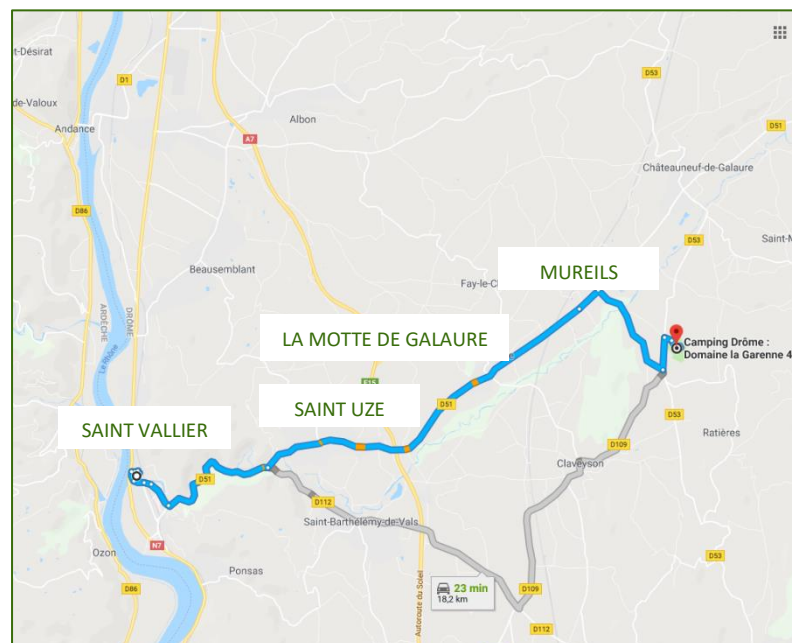 t-Désirat
D1
D53
de-Valoux
Albon
D51
Andance
A7
Châteauneuf-de-Galaure
D86
D53
Saint-M
Beausemblant
MUREILS
Fay-le-C
ARDÈCHE
DRÔME
Le Rhône
LA MOTTE DE GALAURE
Camping Drôme :
Domaine la Garenne 4
E15
SAINT UZE
D51
SAINT VALLIER
D53
Ratières
D109
Claveyson
D51
D112
Saint-Barthélemy-de-Vals
N7
Ozon
Ponsas
23 min
18,2 km
D86
D109
Autoroute du Soleil
D112